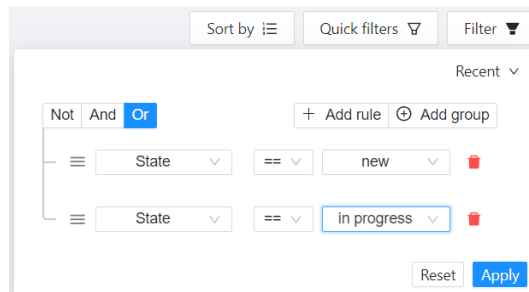 Sort by Quick filters Filter
Recent
Not And Or + Add rule Add group
State == new
State == in progress
Reset Apply